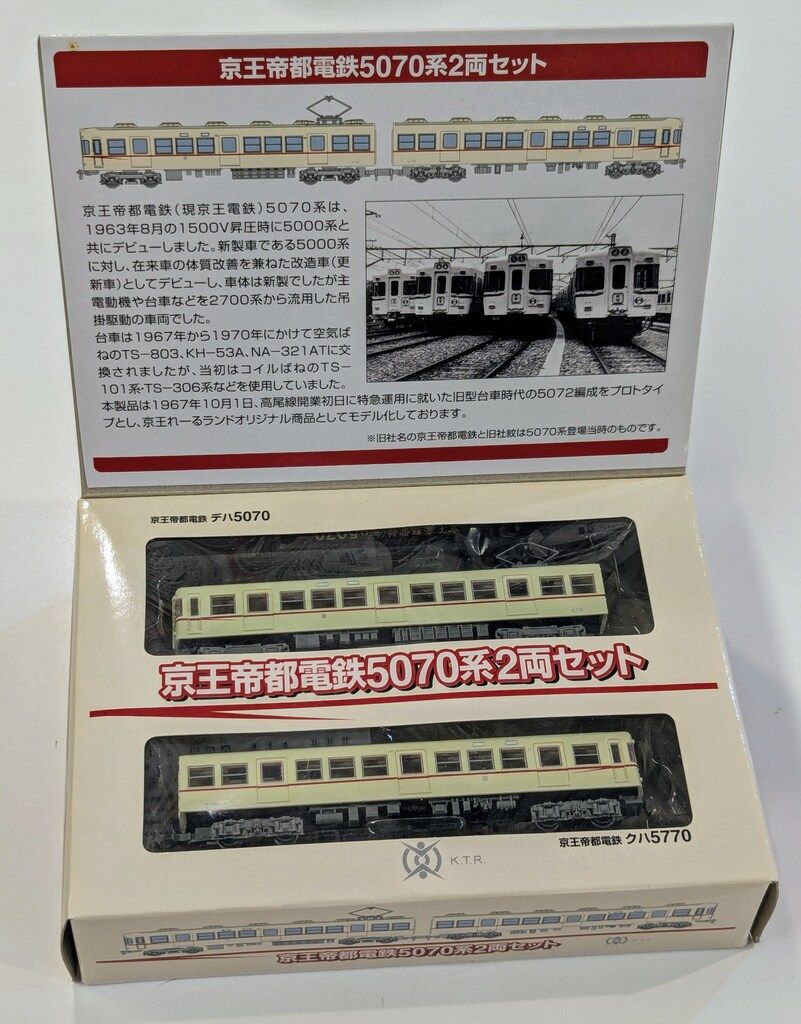 京王帝都電鉄5070系2両セット
京王帝都電鉄(現京王電鉄)5070系は、
1963年8月の1500V昇圧時に5000系と
共にデビューしました。新製車である5000系
に対し、在来車の体質改善を兼ねた改造車(更
新車)としてデビューし、車体は新製でしたが主
電動機や台車などを2700系から流用した吊
掛駆動の車両でした。
台車は1967年から1970年にかけて空気ば
ねのTS-803、KH-53A、NA-321ATに交
換されましたが、当初はコイルばねのTS-
101系・TS-306系などを使用していました。
本製品は1967年10月1日、高尾線開業初日に特急運用に就いた旧型台車時代の5072編成をプロトタイ
プとし、京王れーるランドオリジナル商品としてモデル化しております。
※旧社名の京王帝都電鉄と旧社紋は5070系登場当時のものです。
京王帝都電鉄 デハ5070
K.T.R.
京王帝都電鉄5070系2両セット
京王帝都電鉄 クハ5770
K.T.R.
京王帝都電鉄5070系2両セット